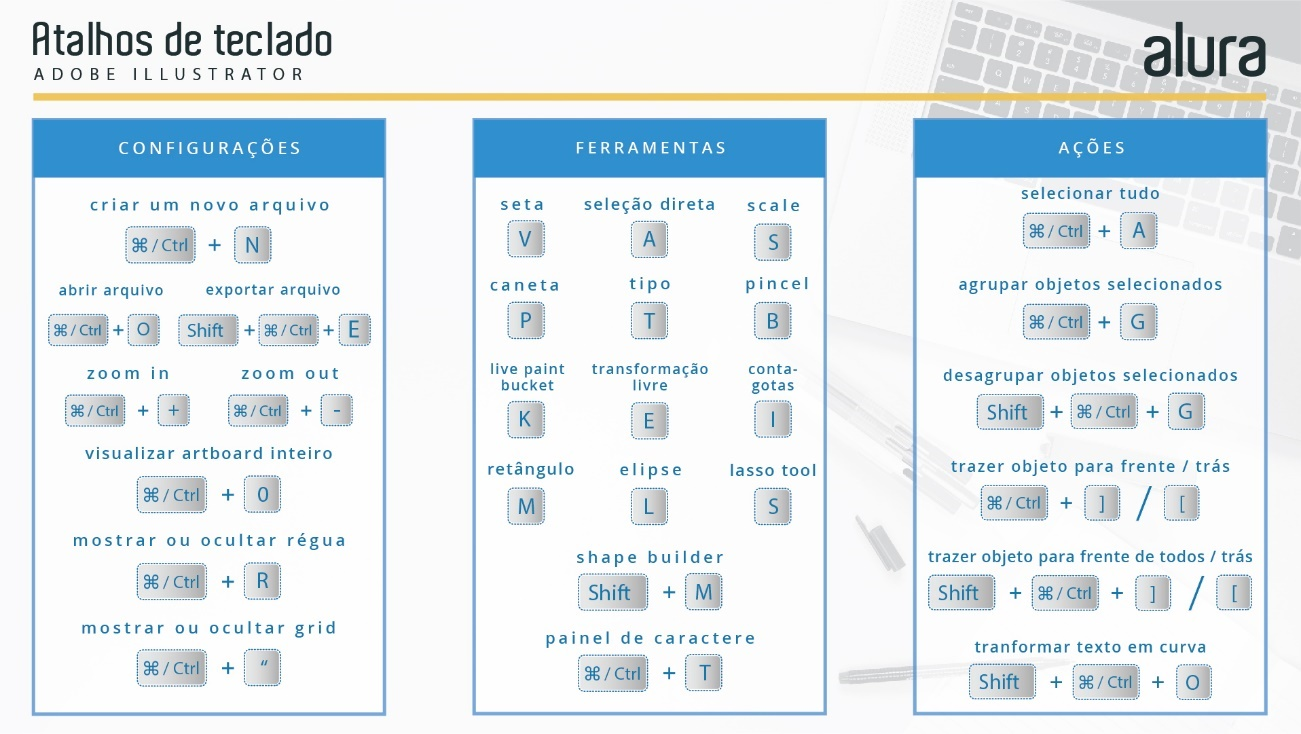 Atalhos de teclado
ADOBE ILLUSTRATOR
alura
CONFIGURAÇÕES
criar um novo arquivo
⌘/Ctrl + N
abrir arquivo exportar arquivo
⌘/Ctrl + O Shift + ⌘/Ctrl + E
zoom in zoom out
⌘/Ctrl + + ⌘/Ctrl + -
visualizar artboard inteiro
⌘/Ctrl + 0
mostrar ou ocultar régua
⌘/Ctrl + R
mostrar ou ocultar grid
⌘/Ctrl + “
FERRAMENTAS
seta seleção direta scale
V A S
caneta tipo pincel
P T B
live paint transformação conta-
bucket livre gotas
K E I
retângulo elipse lasso tool
M L S
shape builder
Shift + M
painel de caractere
⌘/Ctrl + T
AÇÕES
selecionar tudo
⌘/Ctrl + A
agrupar objetos selecionados
⌘/Ctrl + G
desagrupar objetos selecionados
Shift + ⌘/Ctrl + G
trazer objeto para frente / trás
⌘/Ctrl + ] / [
trazer objeto para frente de todos / trás
Shift + ⌘/Ctrl + ] / [
tranformar texto em curva
Shift + ⌘/Ctrl + O